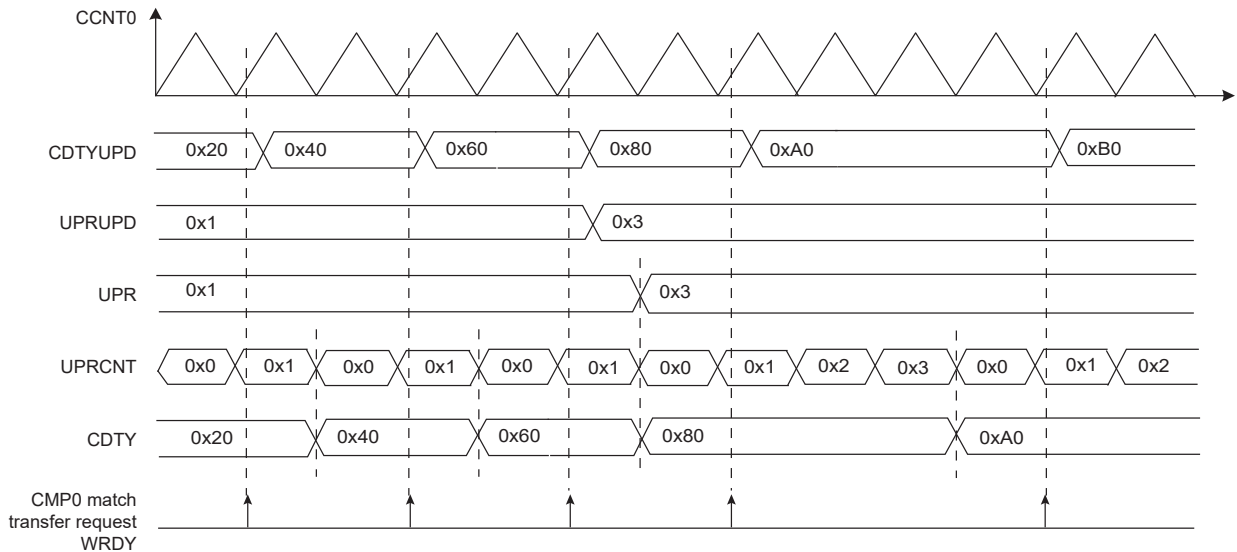 CCNT0
CDTYUPD 0x20 0x40 0x60 0x80 0xA0 0xB0
UPRUPD 0x1 0x3
UPR 0x1 0x3
UPRCNT 0x0 0x1 0x0 0x1 0x0 0x1 0x0 0x1 0x2 0x3 0x0 0x1 0x2
CDTY 0x20 0x40 0x60 0x80 0xA0
CMP0 match
transfer request
WRDY